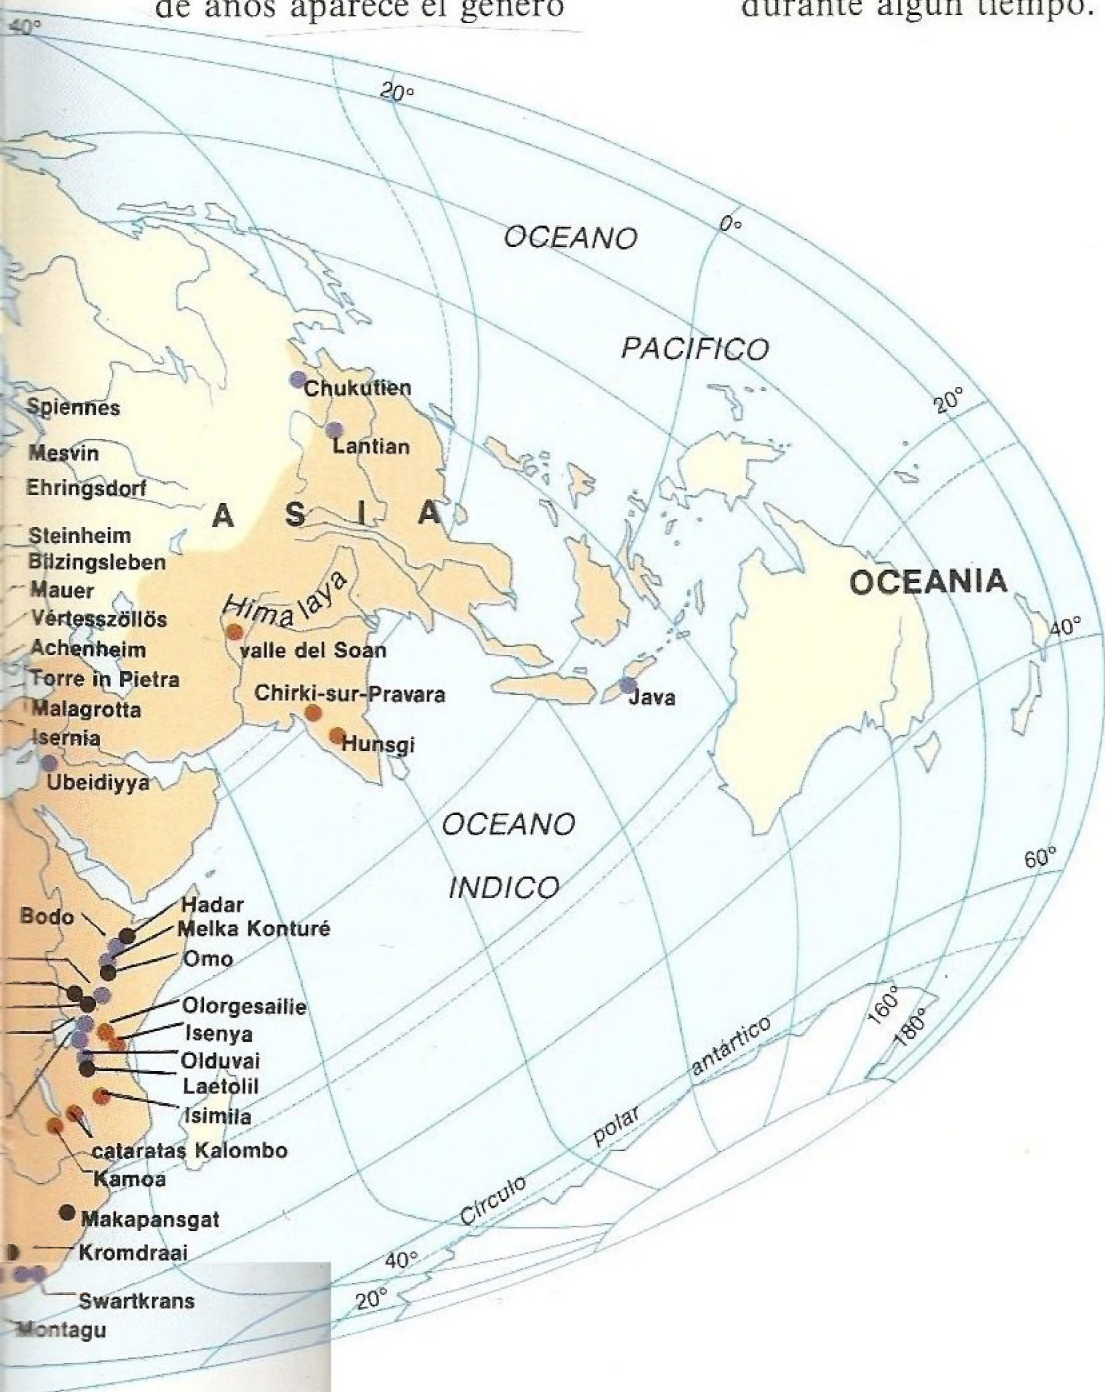 de años aparece el género
durante algún tiempo.
40°
20°
0°
OCEANO
PACIFICO
20°
Chukutien
Spiennes
Lantian
Mesvin
Ehringsdorf
A S I A
Steinheim
Bilzingsleben
OCEANIA
Mauer
Himalaya
Vértesszöllös
40°
Achenheim
valle del Soan
Torre in Pietra
Chirki-sur-Pravara
Java
Malagrotta
Isernia
Hunsgi
Ubeidiyya
OCEANO
INDICO
60°
Hadar
Bodo
Melka Konturé
Omo
Olorgesailie
160°
Isenya
180°
Olduvai
Laetolil
Isimila
Círculo polar antártico
cataratas Kalombo
Kamoa
Makapansgat
Kromdraai
40°
Swartkrans
20°
Montagu